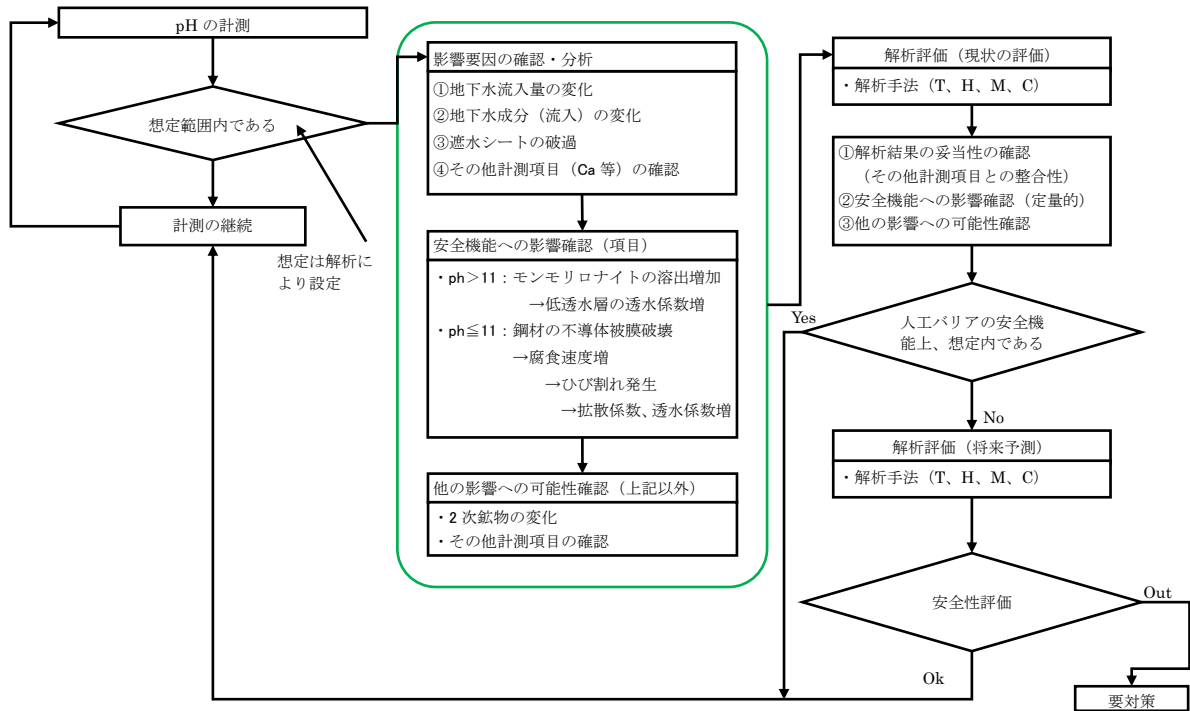 pH の計測
想定範囲内である
計測の継続
想定は解析に
より設定
影響要因の確認・分析
①地下水流入量の変化
②地下水成分（流入）の変化
③遮水シートの破過
④その他計測項目（Ca 等）の確認
安全機能への影響確認（項目）
・ph＞11：モンモリロナイトの溶出増加
→低透水層の透水係数増
・ph≦11：鋼材の不導体被膜破壊
→腐食速度増
→ひび割れ発生
→拡散係数、透水係数増
他の影響への可能性確認（上記以外）
・2 次鉱物の変化
・その他計測項目の確認
解析評価（現状の評価）
・解析手法（T、H、M、C）
①解析結果の妥当性の確認
（その他計測項目との整合性）
②安全機能への影響確認（定量的）
③他の影響への可能性確認
Yes
人工バリアの安全機
能上、想定内である
No
解析評価（将来予測）
・解析手法（T、H、M、C）
安全性評価
Out
Ok
要対策